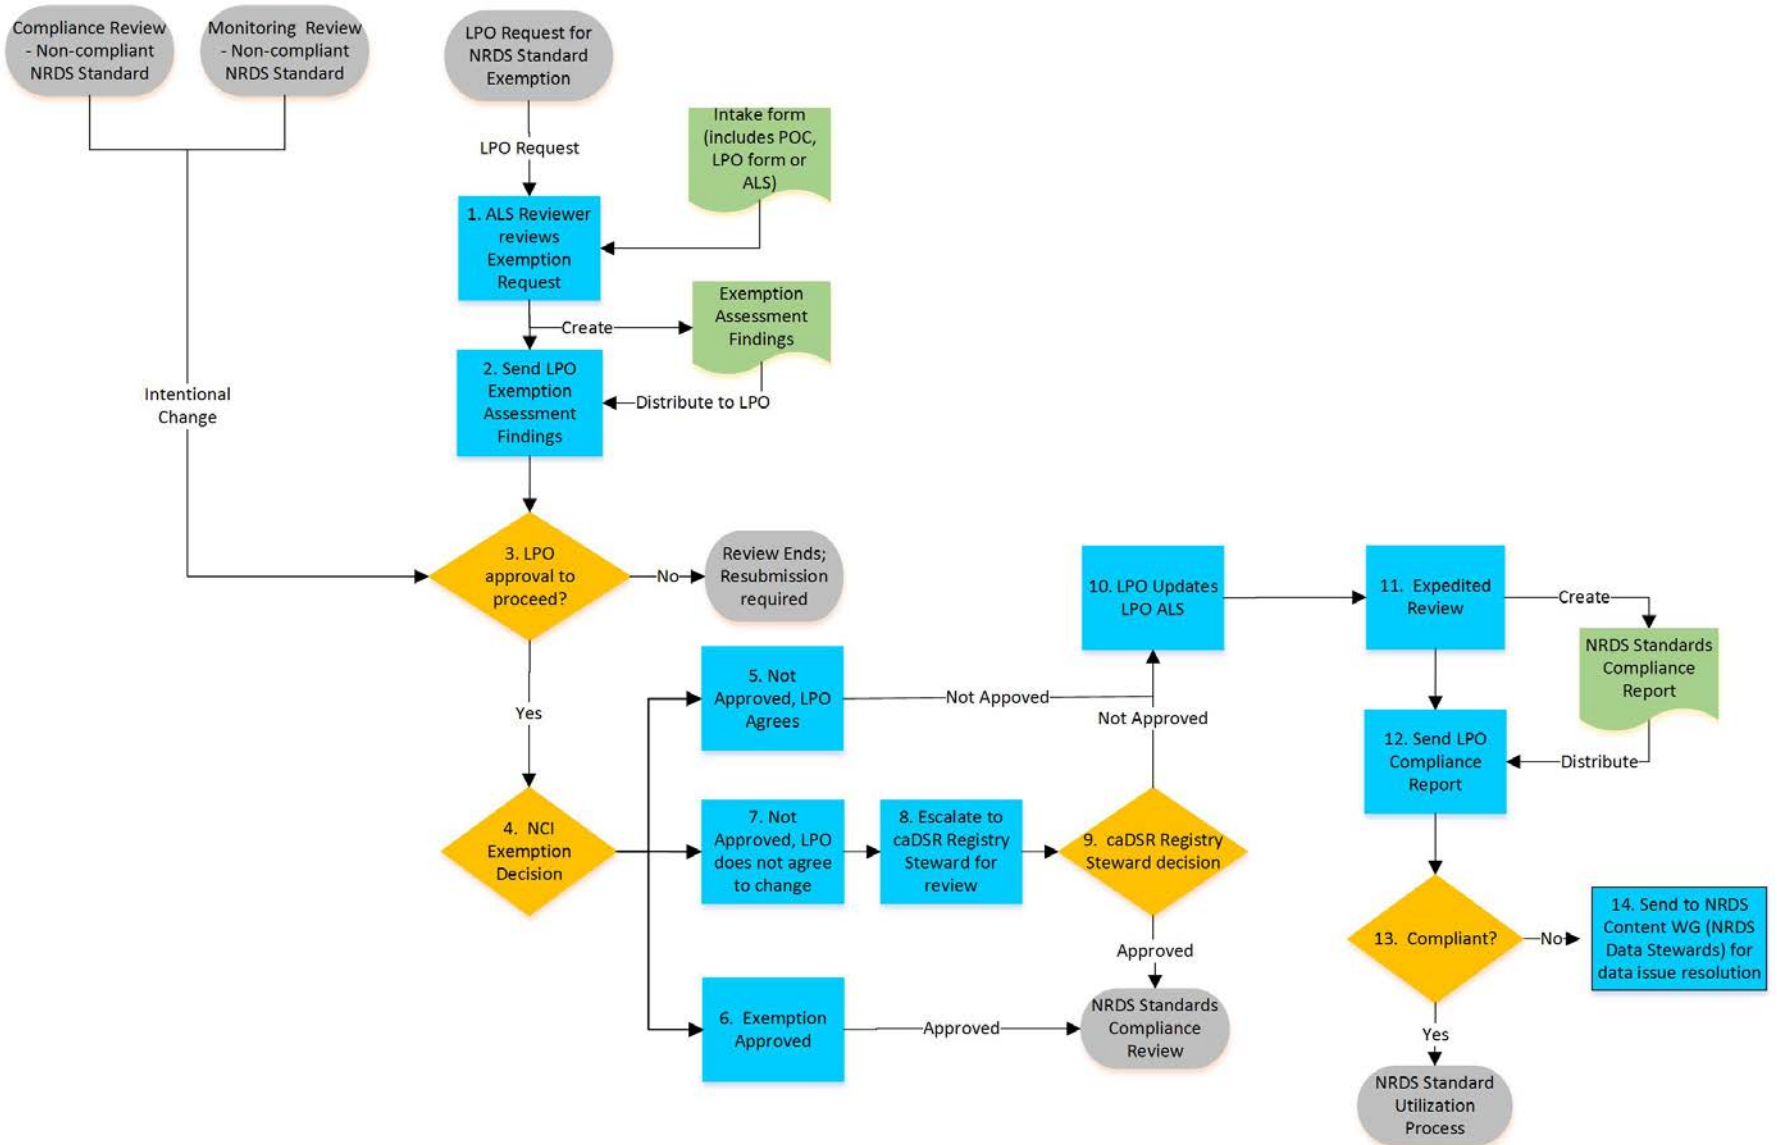 Compliance Review
- Non-compliant
NRDS Standard
Monitoring Review
- Non-compliant
NRDS Standard
LPO Request for
NRDS Standard
Exemption
LPO Request
Intake form
(includes POC,
LPO form or
ALS)
1. ALS Reviewer
reviews
Exemption
Request
Create
Exemption
Assessment
Findings
2. Send LPO
Exemption
Assessment
Findings
Distribute to LPO
Intentional
Change
3. LPO
approval to
proceed?
No
Review Ends;
Resubmission
required
Yes
4. NCI
Exemption
Decision
5. Not
Approved, LPO
Agrees
Not Appoved
Not Approved
7. Not
Approved, LPO
does not agree
to change
8. Escalate to
caDSR Registry
Steward for
review
9. caDSR Registry
Steward decision
Approved
6. Exemption
Approved
Approved
NRDS Standards
Compliance
Review
10. LPO Updates
LPO ALS
11. Expedited
Review
Create
NRDS Standards
Compliance
Report
12. Send LPO
Compliance
Report
Distribute
13. Compliant?
No
14. Send to NRDS
Content WG (NRDS
Data Stewards) for
data issue resolution
Yes
NRDS Standard
Utilization
Process